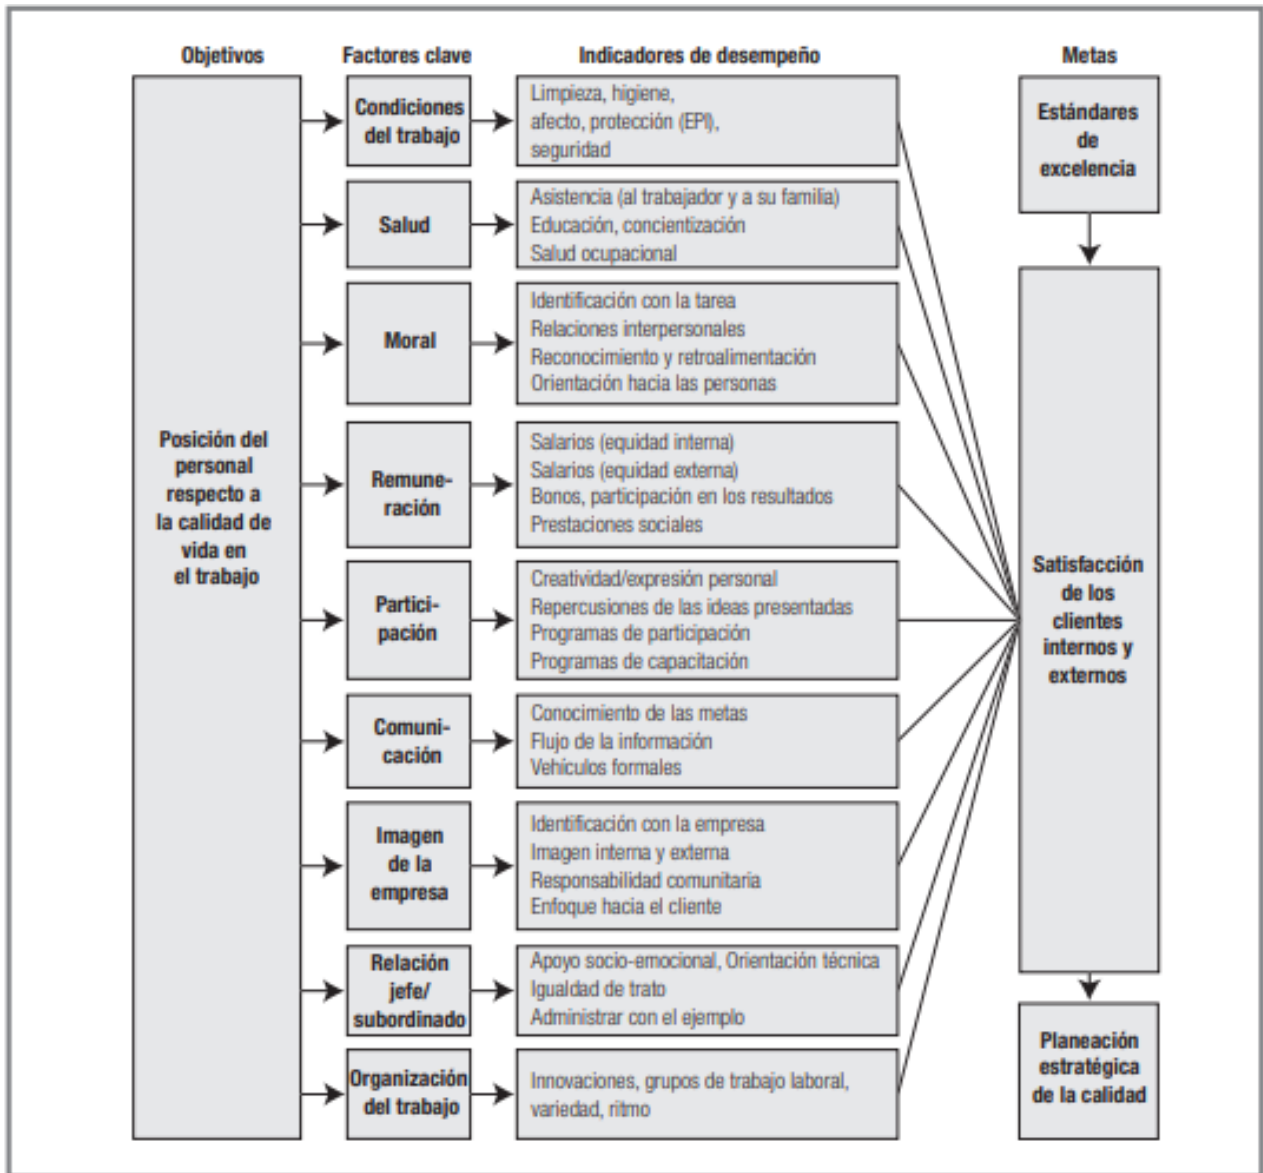 Objetivos
Factores clave
Indicadores de desempeño
Metas
Posición del
personal
respecto a
la calidad de
vida en
el trabajo
Condiciones
del trabajo
Limpieza, higiene,
afecto, protección (EPI),
seguridad
Salud
Asistencia (al trabajador y a su familia)
Educación, concientización
Salud ocupacional
Moral
Identificación con la tarea
Relaciones interpersonales
Reconocimiento y retroalimentación
Orientación hacia las personas
Remune-
ración
Salarios (equidad interna)
Salarios (equidad externa)
Bonos, participación en los resultados
Prestaciones sociales
Partici-
pación
Creatividad/expresión personal
Repercusiones de las ideas presentadas
Programas de participación
Programas de capacitación
Comuni-
cación
Conocimiento de las metas
Flujo de la información
Vehículos formales
Imagen
de la
empresa
Identificación con la empresa
Imagen interna y externa
Responsabilidad comunitaria
Enfoque hacia el cliente
Relación
jefe/
subordinado
Apoyo socio-emocional, Orientación técnica
Igualdad de trato
Administrar con el ejemplo
Organización
del trabajo
Innovaciones, grupos de trabajo laboral,
variedad, ritmo
Estándares
de
excelencia
Satisfacción
de los
clientes
internos y
externos
Planeación
estratégica
de la calidad